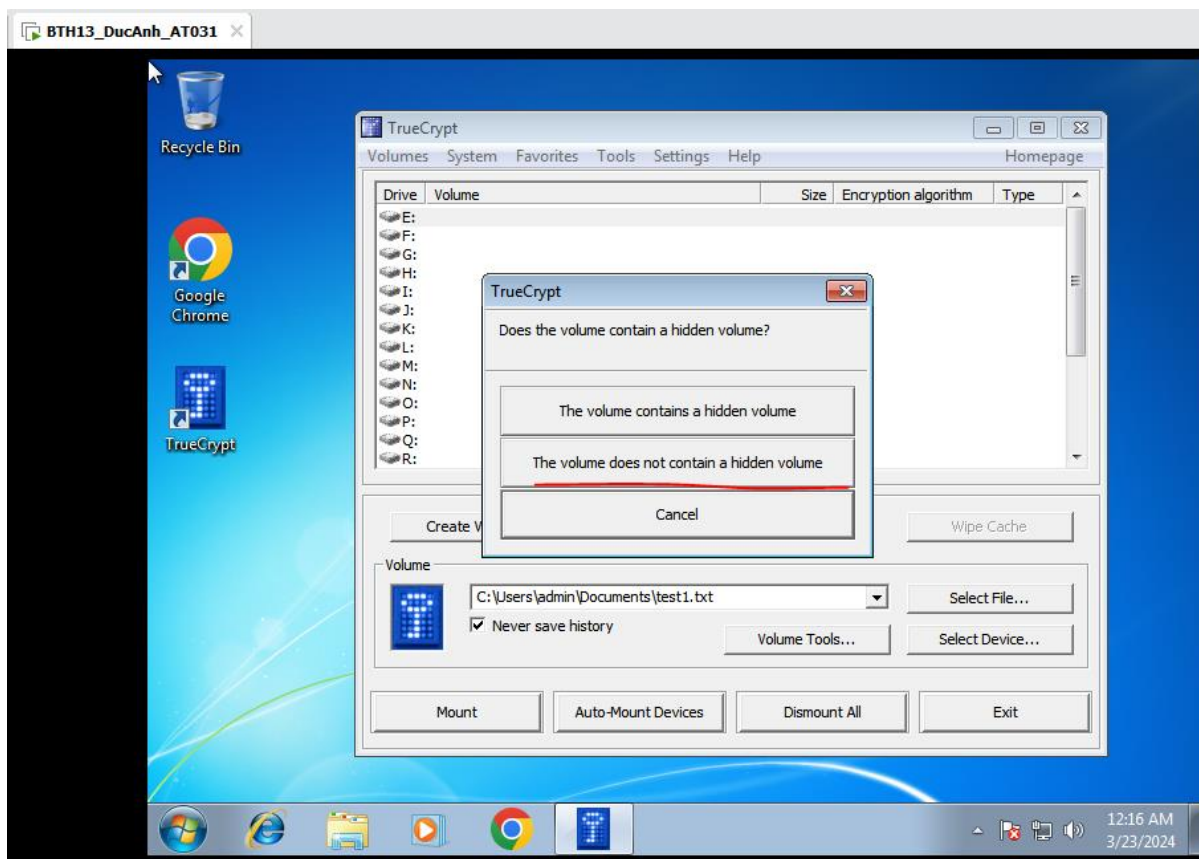 BTH13_DucAnh_AT031
Recycle Bin
Google
Chrome
TrueCrypt
TrueCrypt
Volumes System Favorites Tools Settings Help Homepage
Drive Volume Size Encryption algorithm Type
E:
F:
G:
H:
I:
J:
K:
L:
M:
N:
O:
P:
Q:
R:
TrueCrypt
Does the volume contain a hidden volume?
The volume contains a hidden volume
The volume does not contain a hidden volume
Cancel
Create V
Wipe Cache
Volume
C:\Users\admin\Documents\test1.txt
Select File...
Never save history
Volume Tools...
Select Device...
Mount
Auto-Mount Devices
Dismount All
Exit
12:16 AM
3/23/2024